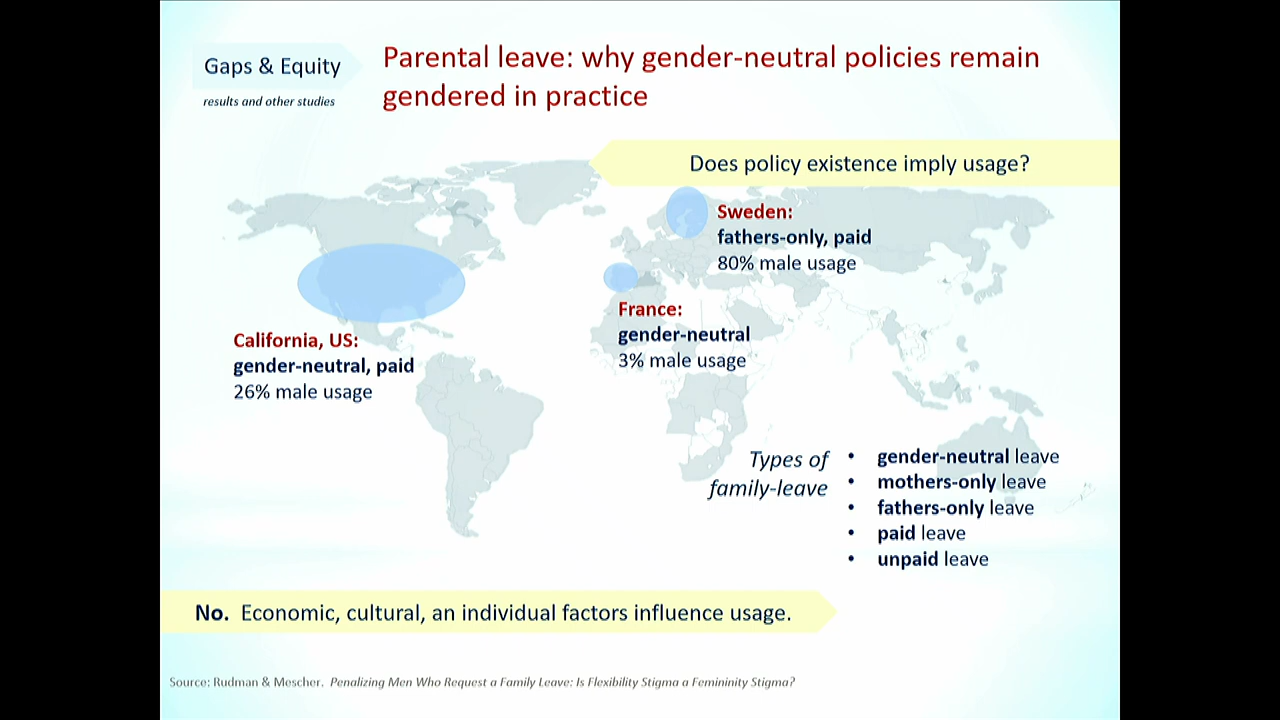 Gaps & Equity
results and other studies
Parental leave: why gender-neutral policies remain
gendered in practice
Does policy existence imply usage?
Sweden:
fathers-only, paid
80% male usage
France:
gender-neutral
3% male usage
California, US:
gender-neutral, paid
26% male usage
Types of
family-leave
• gender-neutral leave
• mothers-only leave
• fathers-only leave
• paid leave
• unpaid leave
No. Economic, cultural, an individual factors influence usage.
Source: Rudman & Mescher. Penalizing Men Who Request a Family Leave: Is Flexibility Stigma a Femininity Stigma?